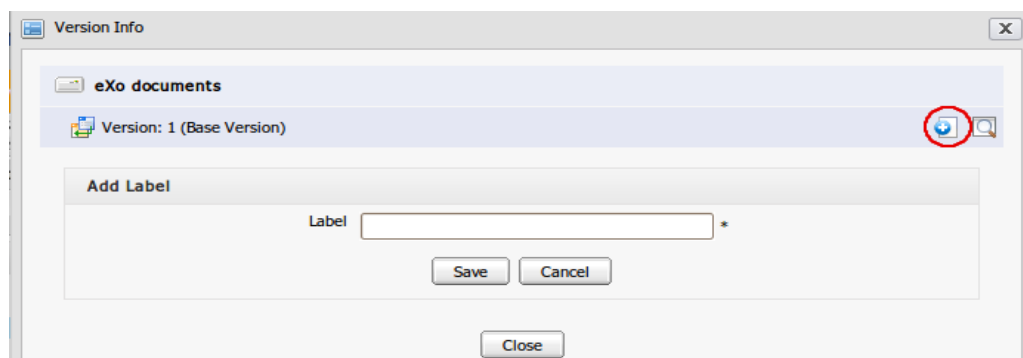 Version Info
eXo documents
Version: 1 (Base Version)
Add Label
Label *
Save Cancel
Close